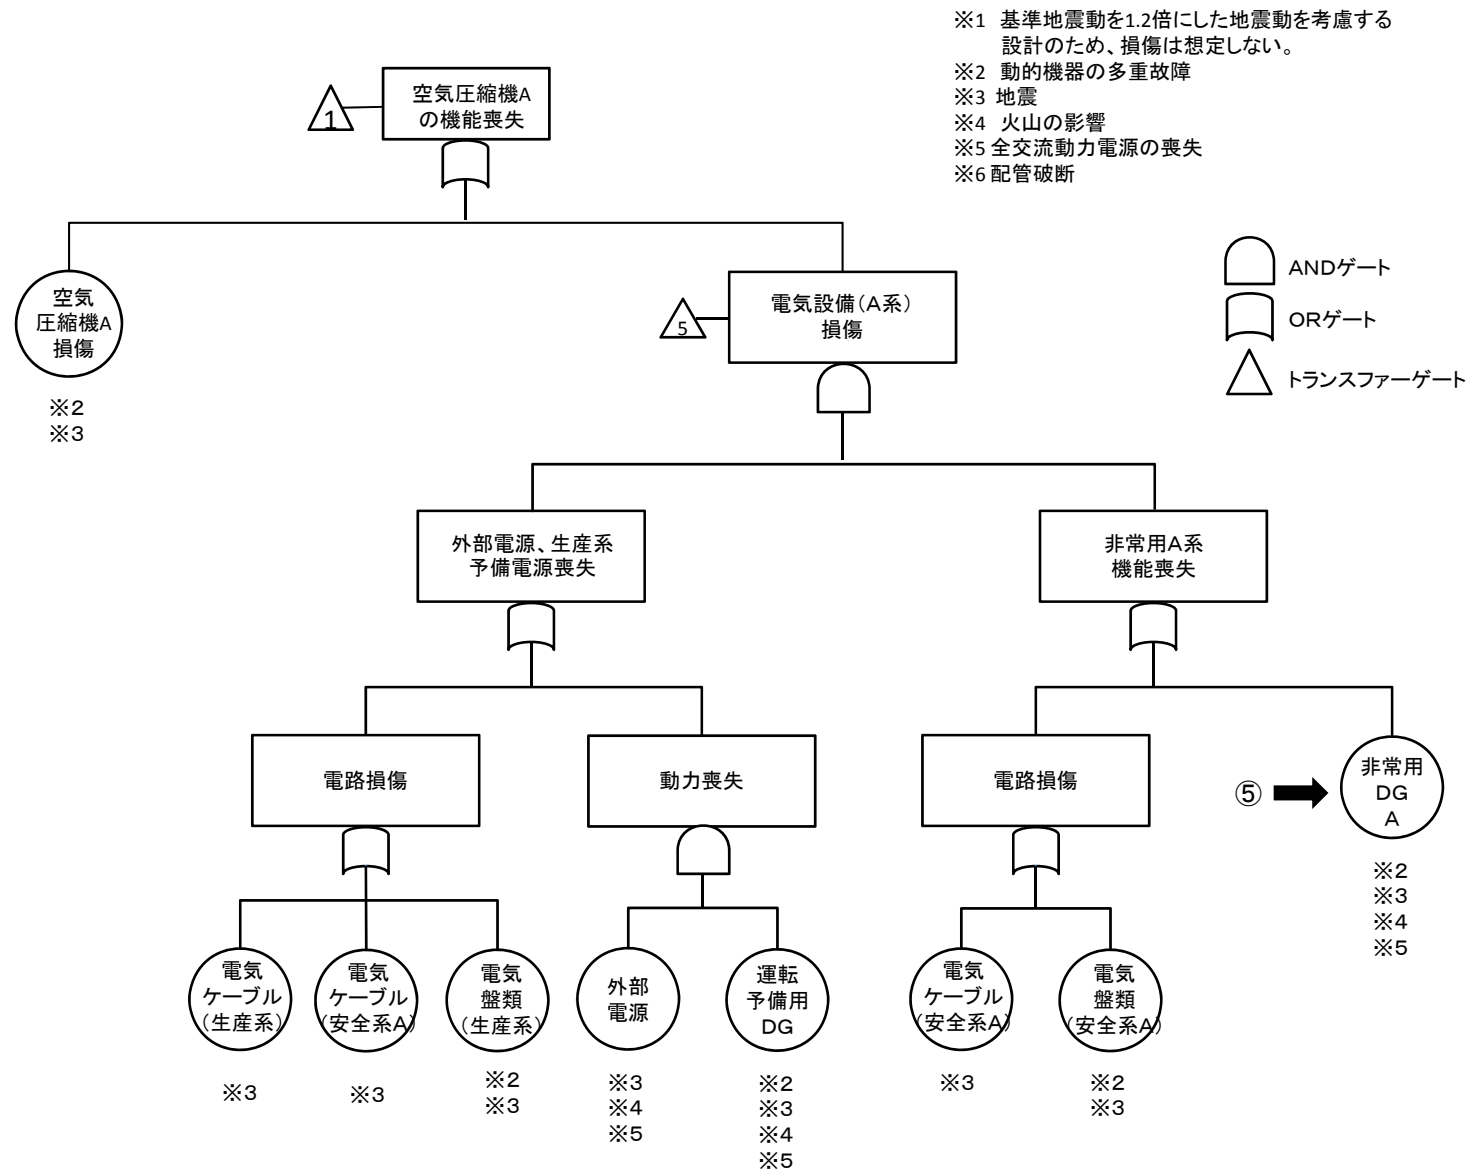 ※1 基準地震動を1.2倍にした地震動を考慮する
設計のため、損傷は想定しない。
※2 動的機器の多重故障
※3 地震
※4 火山の影響
※5 全交流動力電源の喪失
※6 配管破断
1
空気圧縮機A
の機能喪失
ANDゲート
ORゲート
トランスファーゲート
空気
圧縮機A
損傷
※2
※3
5
電気設備(A系)
損傷
外部電源、生産系
予備電源喪失
非常用A系
機能喪失
電路損傷
動力喪失
電路損傷
⑤
非常用
DG
A
※2
※3
※4
※5
電気
ケーブル
(生産系)
※3
電気
ケーブル
(安全系A)
※3
電気
盤類
(生産系)
※2
※3
外部
電源
※3
※4
※5
運転
予備用
DG
※2
※3
※4
※5
電気
ケーブル
(安全系A)
※3
電気
盤類
(安全系A)
※2
※3